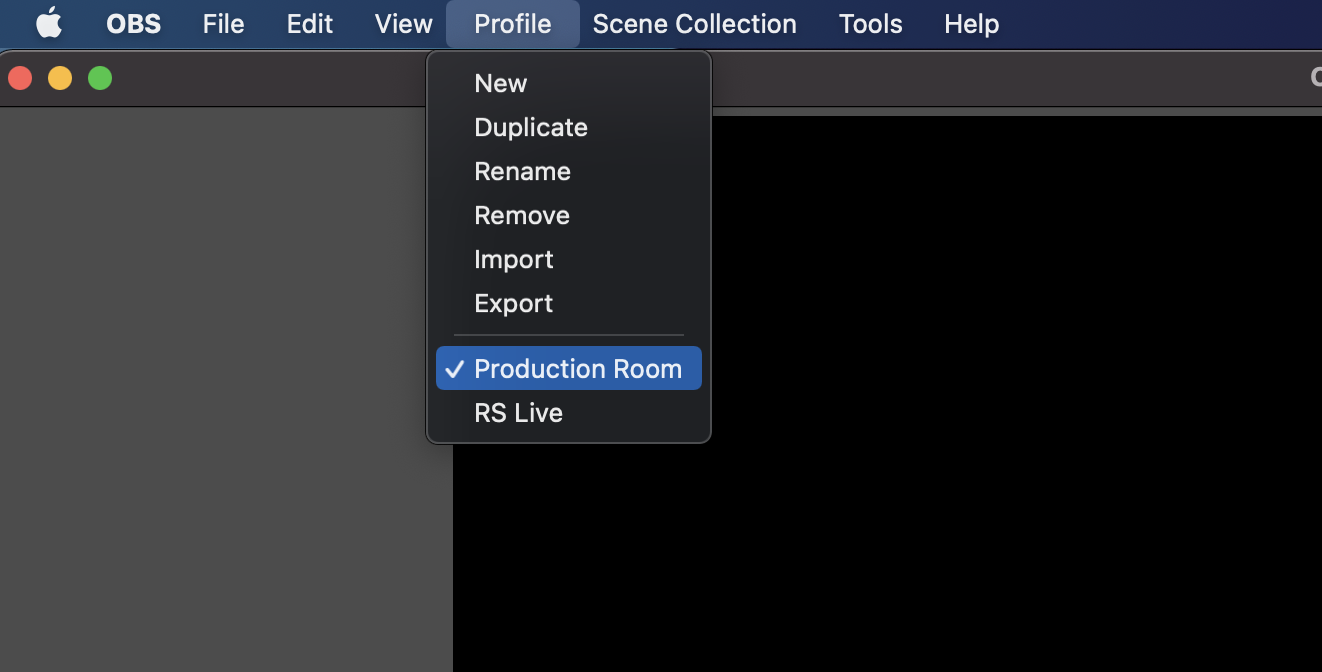 OBS File Edit View Profile Scene Collection Tools Help
New
Duplicate
Rename
Remove
Import
Export
✓ Production Room
RS Live